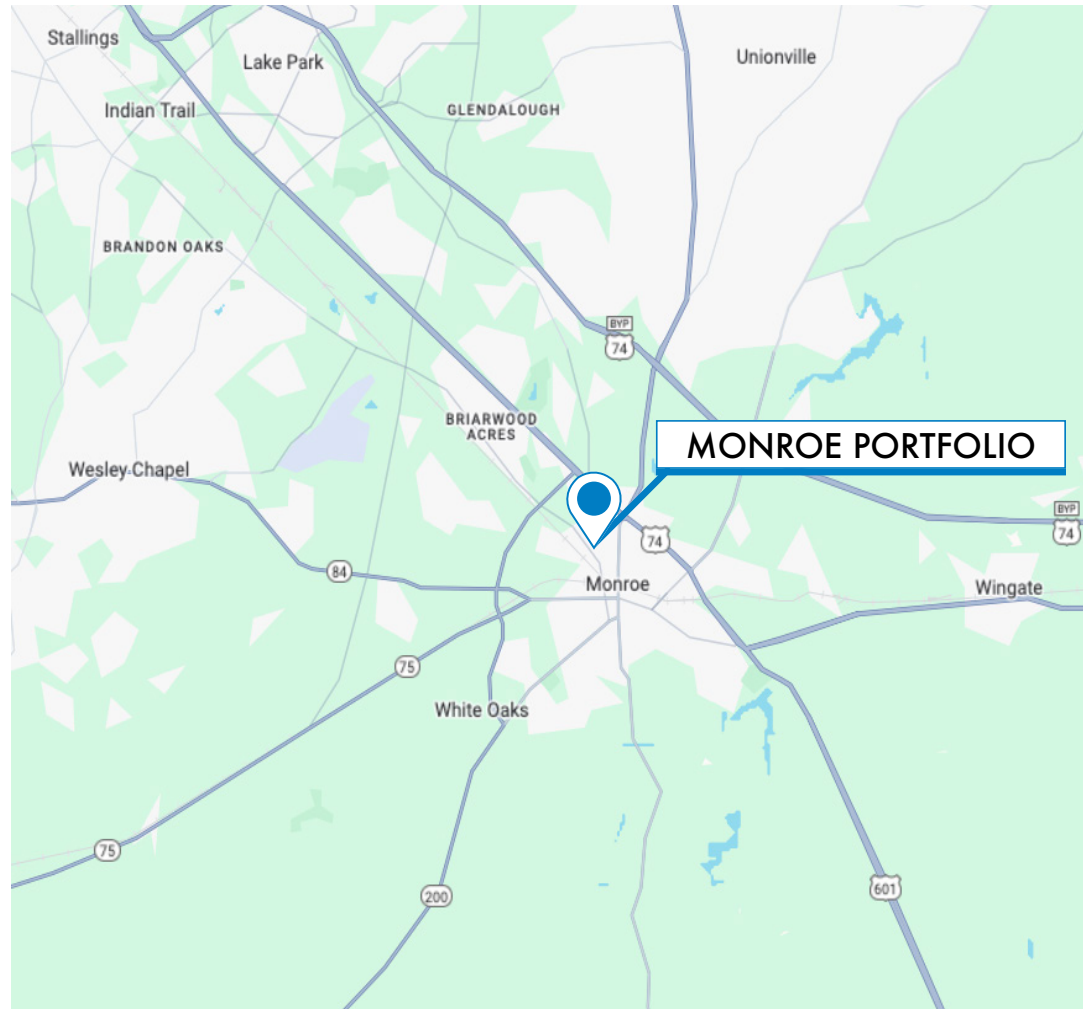 Stallings
Lake Park
Unionville
Indian Trail
GLENDALOUGH
BRANDON OAKS
BYP
74
BRIARWOOD
ACRES
MONROE PORTFOLIO
Wesley Chapel
BYP
74
74
84
Monroe
Wingate
75
White Oaks
75
200
601